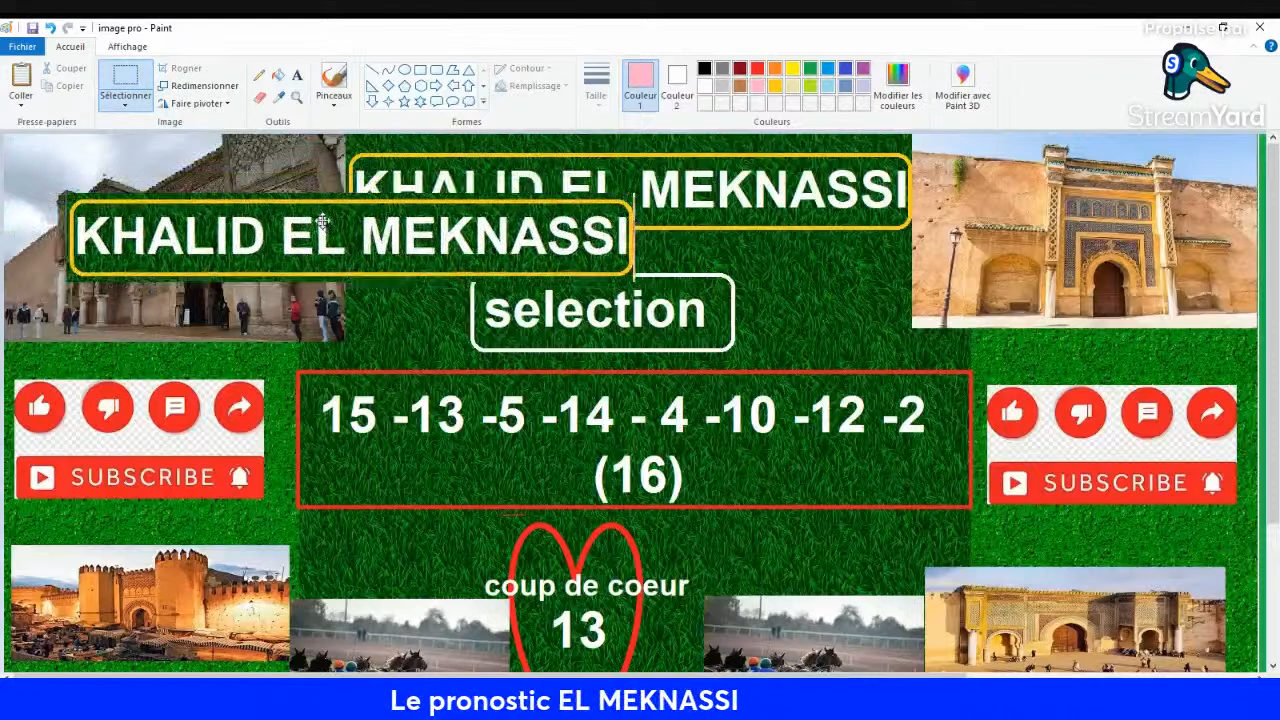 image pro - Paint
Proposé par
Fichier Accueil Affichage
Coller
Couper
Copier
Presse-papiers
Sélectionner
Rogner
Redimensionner
Faire pivoter
Image
Outils
Pinceaux
Contour
Remplissage
Formes
Taille
Couleur 1
Couleur 2
Couleurs
Modifier les couleurs
Modifier avec Paint 3D
StreamYard
KHALID EL MEKNASSI
KHALID EL MEKNASSI
selection
15 -13 -5 -14 - 4 -10 -12 -2
(16)
SUBSCRIBE
SUBSCRIBE
coup de coeur
13
Le pronostic EL MEKNASSI